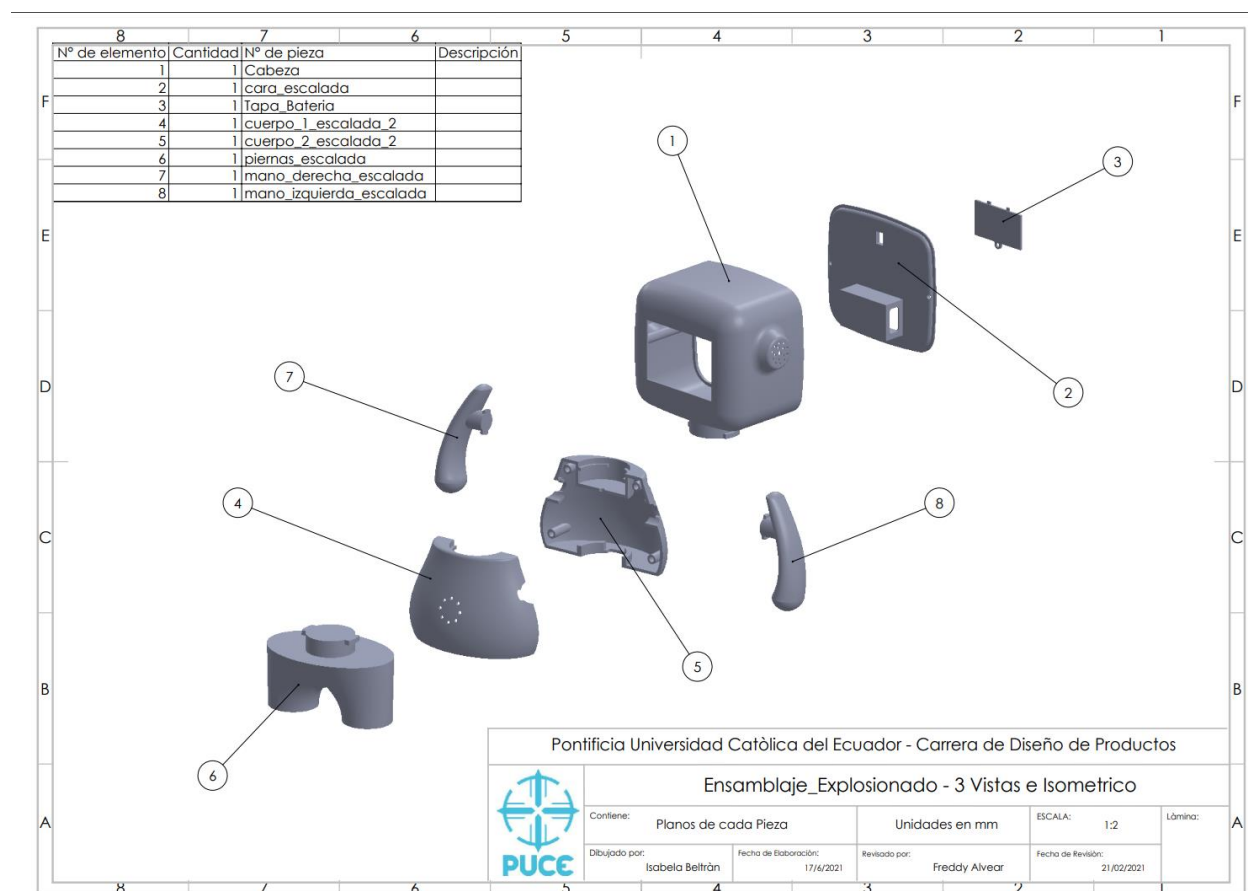 8 7 6 5 4 3 2 1
Nº de elemento Cantidad Nº de pieza Descripción
1 1 Cabeza
2 1 cara_escalada
3 1 Tapa_Bateria
4 1 cuerpo_1_escalada_2
5 1 cuerpo_2_escalada_2
6 1 piernas_escalada
7 1 mano_derecha_escalada
8 1 mano_izquierda_escalada
F F
1
3
E E
7
D 2 D
4 8
C C
5
B B
6
Pontificia Universidad Catòlica del Ecuador - Carrera de Diseño de Productos
Ensamblaje_Explosionado - 3 Vistas e Isometrico
Contiene: Planos de cada Pieza Unidades en mm ESCALA: 1:2 Làmina:
A A
Dibujado por: Isabela Beltràn Fecha de Elaboraciòn: 17/6/2021 Revisado por: Freddy Alvear Fecha de Revisiòn: 21/02/2021
PUCE
8 7 6 5 4 3 2 1